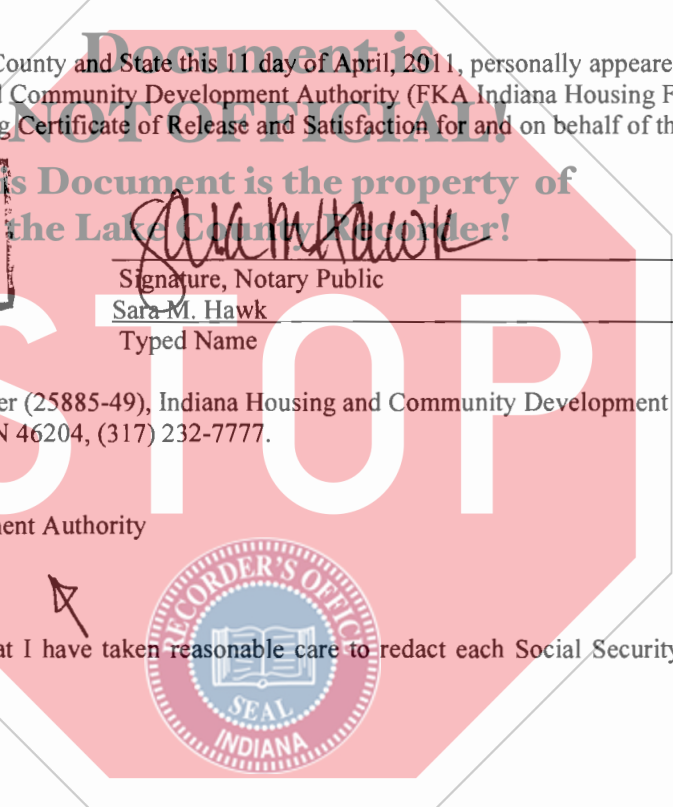 Document is
County and State this 11 day of April, 2011, personally appeare
Community Development Authority (FKA Indiana Housing F
NOT OFFICIAL!
g Certificate of Release and Satisfaction for and on behalf of th
s Document is the property of
the Lake County Recorder!
Sara M Hawk
Signature, Notary Public
Sara M. Hawk
Typed Name
STOP
er (25885-49), Indiana Housing and Community Development
N 46204, (317) 232-7777.
ent Authority
RECORDER'S OFFICE
at I have taken reasonable care to redact each Social Security
SEAL
INDIANA